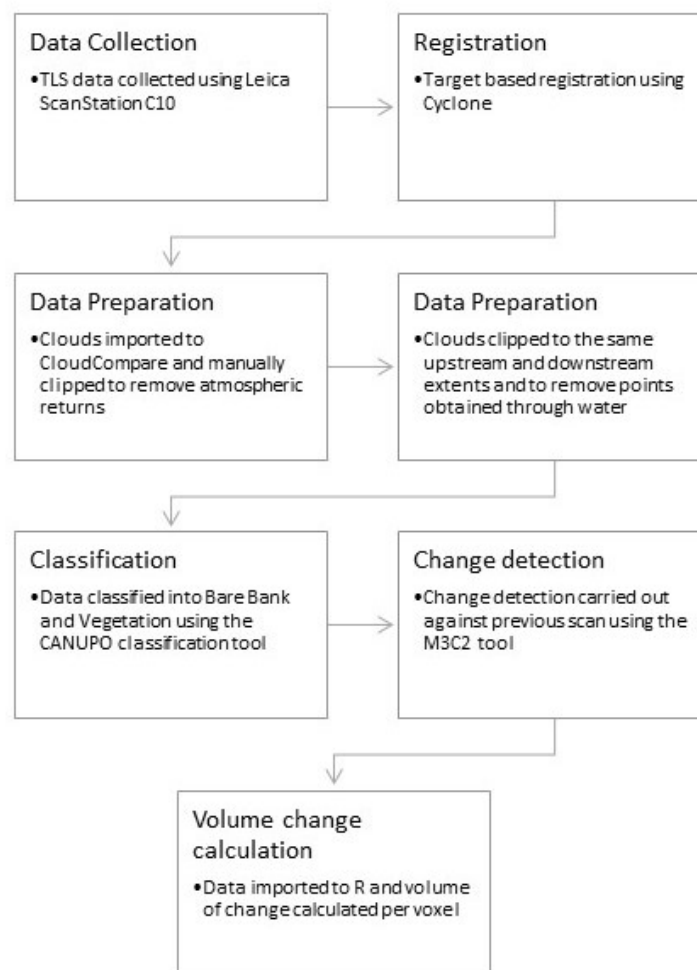 Data Collection
•TLS data collected using Leica
ScanStation C10
Registration
•Target based registration using
Cyclone
Data Preparation
•Clouds imported to
CloudCompare and manually
clipped to remove atmospheric
returns
Data Preparation
•Clouds clipped to the same
upstream and downstream
extents and to remove points
obtained through water
Classification
•Data classified into Bare Bank
and Vegetation using the
CANUPO classification tool
Change detection
•Change detection carried out
against previous scan using the
M3C2 tool
Volume change
calculation
•Data imported to R and volume
of change calculated per voxel